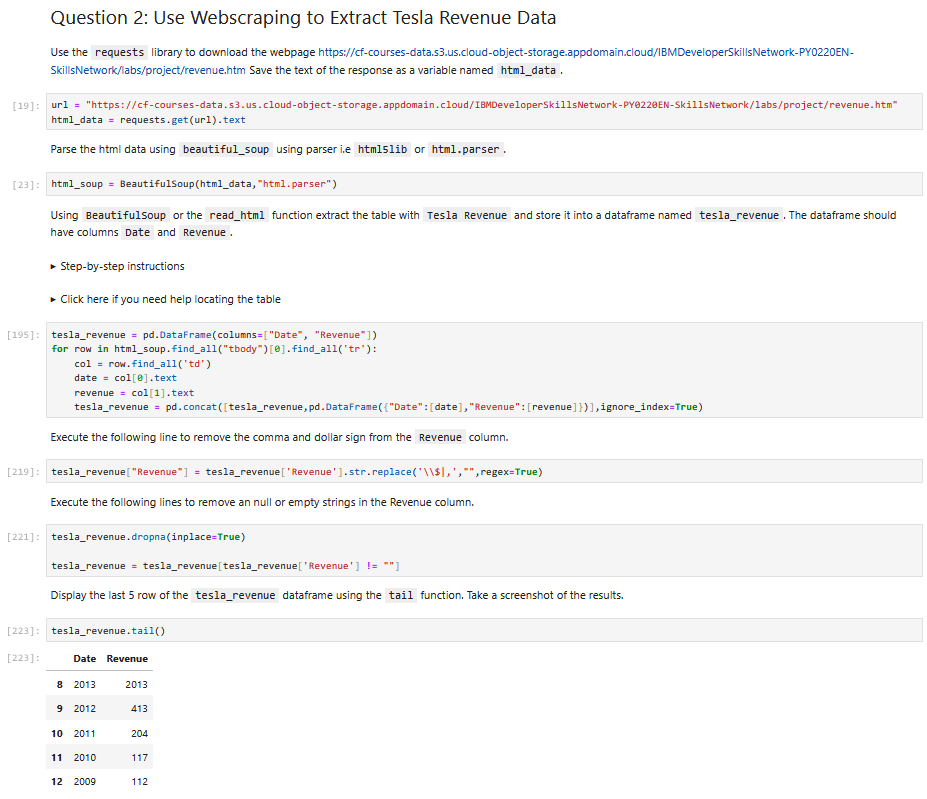 Question 2: Use Webscraping to Extract Tesla Revenue Data
Use the requests library to download the webpage https://cf-courses-data.s3.us.cloud-object-storage.appdomain.cloud/IBMDeveloperSkillsNetwork-PY0220EN-
SkillsNetwork/labs/project/revenue.htm Save the text of the response as a variable named html_data.
[19]: url = "https://cf-courses-data.s3.us.cloud-object-storage.appdomain.cloud/IBMDeveloperSkillsNetwork-PY0220EN-SkillsNetwork/labs/project/revenue.htm"
html_data = requests.get(url).text
Parse the html data using beautiful_soup using parser i.e html5lib or html.parser.
[23]: html_soup = BeautifulSoup(html_data,"html.parser")
Using BeautifulSoup or the read_html function extract the table with Tesla Revenue and store it into a dataframe named tesla_revenue. The dataframe should
have columns Date and Revenue.
▸ Step-by-step instructions
▸ Click here if you need help locating the table
[195]: tesla_revenue = pd.DataFrame(columns=["Date", "Revenue"])
for row in html_soup.find_all("tbody")[0].find_all('tr'):
    col = row.find_all('td')
    date = col[0].text
    revenue = col[1].text
    tesla_revenue = pd.concat([tesla_revenue,pd.DataFrame({"Date":[date],"Revenue":[revenue]})],ignore_index=True)
Execute the following line to remove the comma and dollar sign from the Revenue column.
[219]: tesla_revenue["Revenue"] = tesla_revenue['Revenue'].str.replace('\\$|,',"",regex=True)
Execute the following lines to remove an null or empty strings in the Revenue column.
[221]: tesla_revenue.dropna(inplace=True)
tesla_revenue = tesla_revenue[tesla_revenue['Revenue'] != ""]
Display the last 5 row of the tesla_revenue dataframe using the tail function. Take a screenshot of the results.
[223]: tesla_revenue.tail()
[223]: Date Revenue
8 2013 2013
9 2012 413
10 2011 204
11 2010 117
12 2009 112